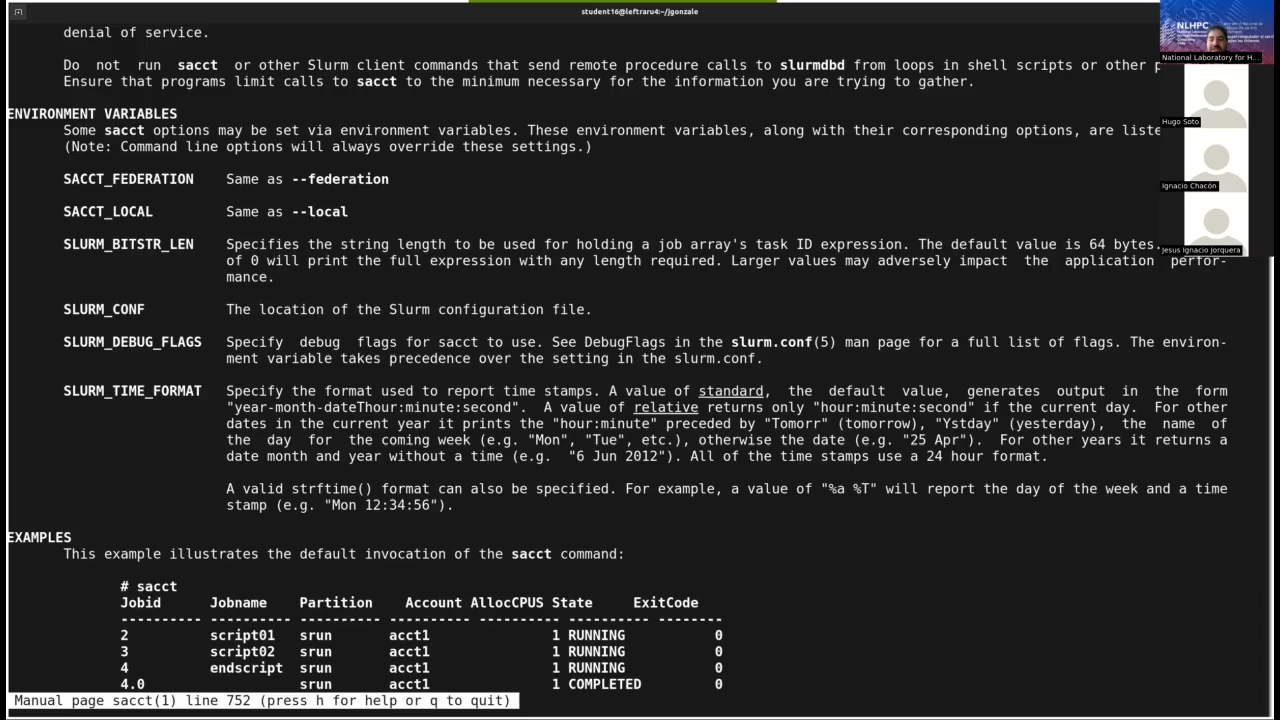 student16@leftraru4:~/jgonzale
denial of service.
Do not run sacct or other Slurm client commands that send remote procedure calls to slurmdbd from loops in shell scripts or other p
Ensure that programs limit calls to sacct to the minimum necessary for the information you are trying to gather.
ENVIRONMENT VARIABLES
Some sacct options may be set via environment variables. These environment variables, along with their corresponding options, are liste
(Note: Command line options will always override these settings.)
SACCT_FEDERATION Same as --federation
SACCT_LOCAL Same as --local
SLURM_BITSTR_LEN Specifies the string length to be used for holding a job array's task ID expression. The default value is 64 bytes.
of 0 will print the full expression with any length required. Larger values may adversely impact the application perfor-
mance.
SLURM_CONF The location of the Slurm configuration file.
SLURM_DEBUG_FLAGS Specify debug flags for sacct to use. See DebugFlags in the slurm.conf(5) man page for a full list of flags. The environ-
ment variable takes precedence over the setting in the slurm.conf.
SLURM_TIME_FORMAT Specify the format used to report time stamps. A value of standard, the default value, generates output in the form
"year-month-dateThour:minute:second". A value of relative returns only "hour:minute:second" if the current day. For other
dates in the current year it prints the "hour:minute" preceded by "Tomorr" (tomorrow), "Ystday" (yesterday), the name of
the day for the coming week (e.g. "Mon", "Tue", etc.), otherwise the date (e.g. "25 Apr"). For other years it returns a
date month and year without a time (e.g. "6 Jun 2012"). All of the time stamps use a 24 hour format.
A valid strftime() format can also be specified. For example, a value of "%a %T" will report the day of the week and a time
stamp (e.g. "Mon 12:34:56").
EXAMPLES
This example illustrates the default invocation of the sacct command:
# sacct
Jobid Jobname Partition Account AllocCPUS State ExitCode
---------- ---------- ---------- ---------- ---------- ---------- --------
2 script01 srun acct1 1 RUNNING 0
3 script02 srun acct1 1 RUNNING 0
4 endscript srun acct1 1 RUNNING 0
4.0 srun acct1 1 COMPLETED 0
Manual page sacct(1) line 752 (press h for help or q to quit)
NLHPC
National Laboratory for H...
Hugo Soto
Ignacio Chacón
Jesus Ignacio Jorquera